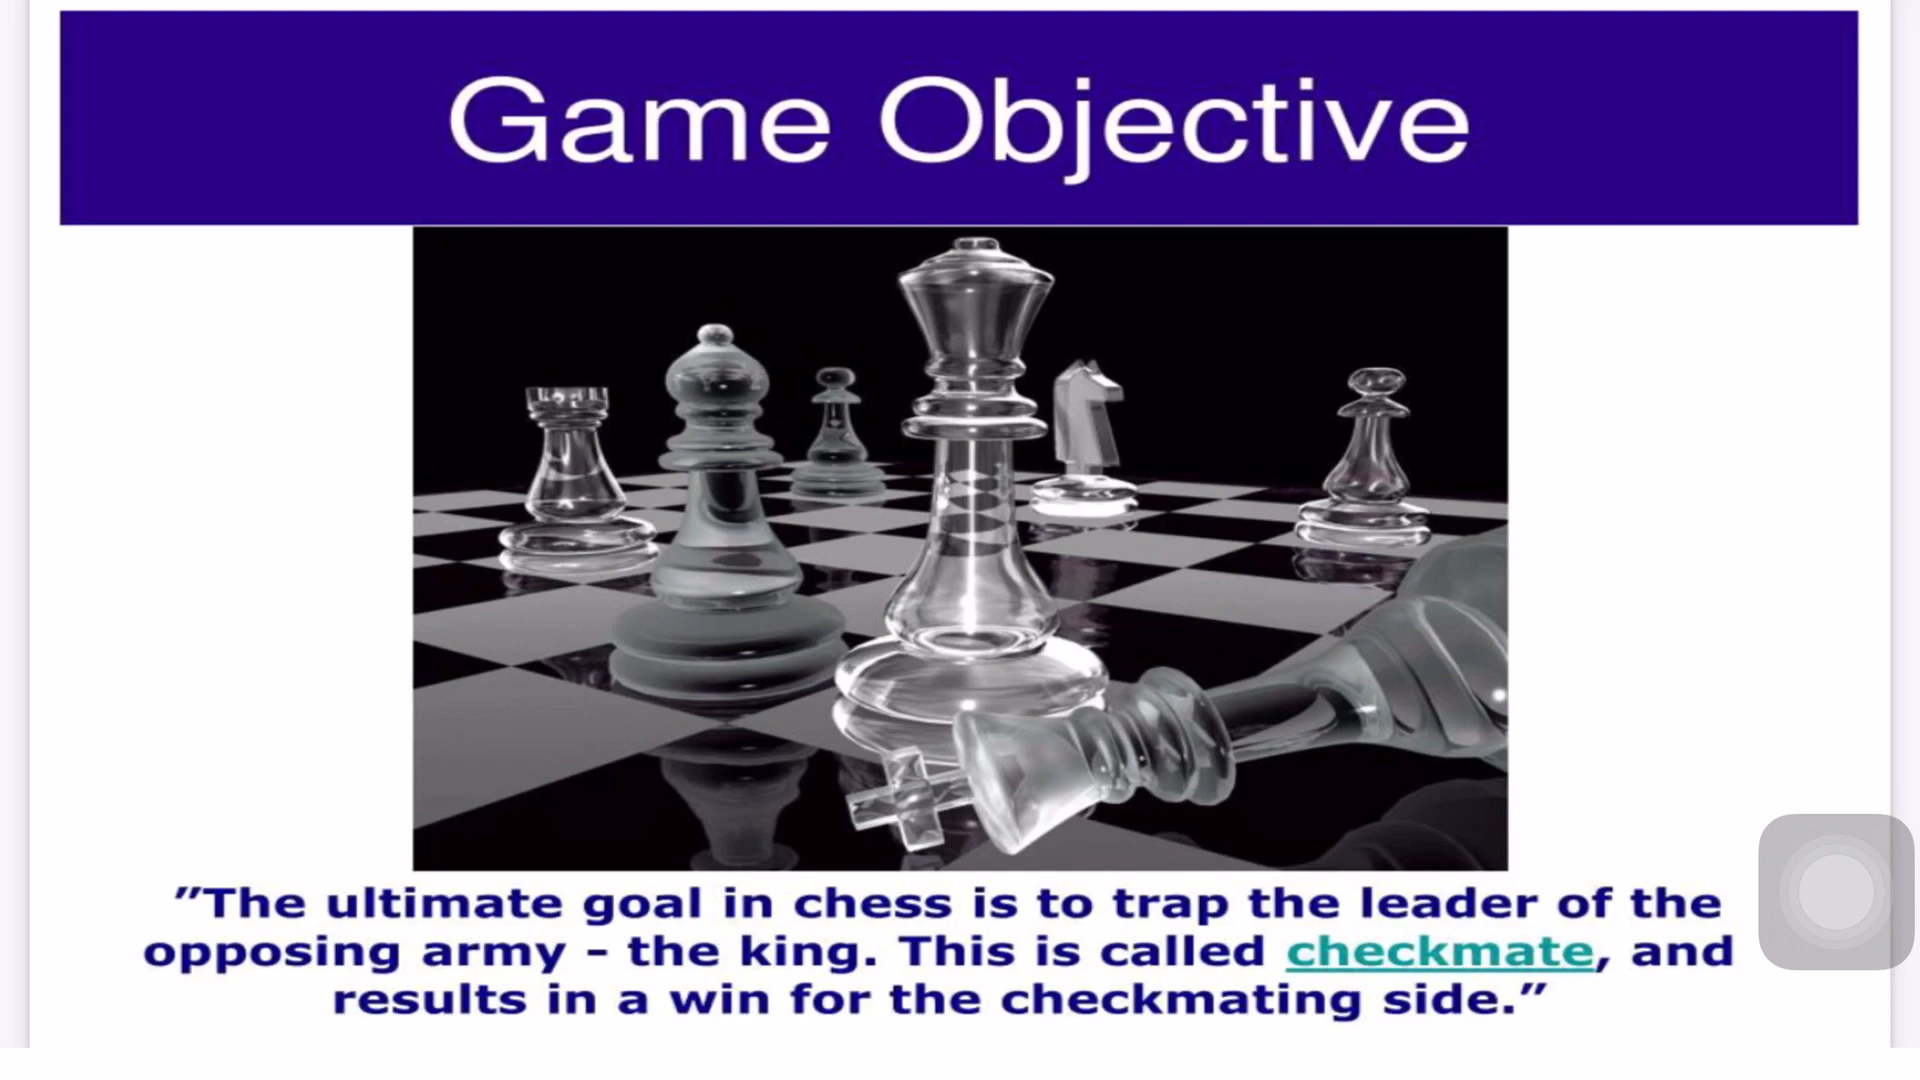 Game Objective
”The ultimate goal in chess is to trap the leader of the
opposing army – the king. This is called checkmate, and
results in a win for the checkmating side.”